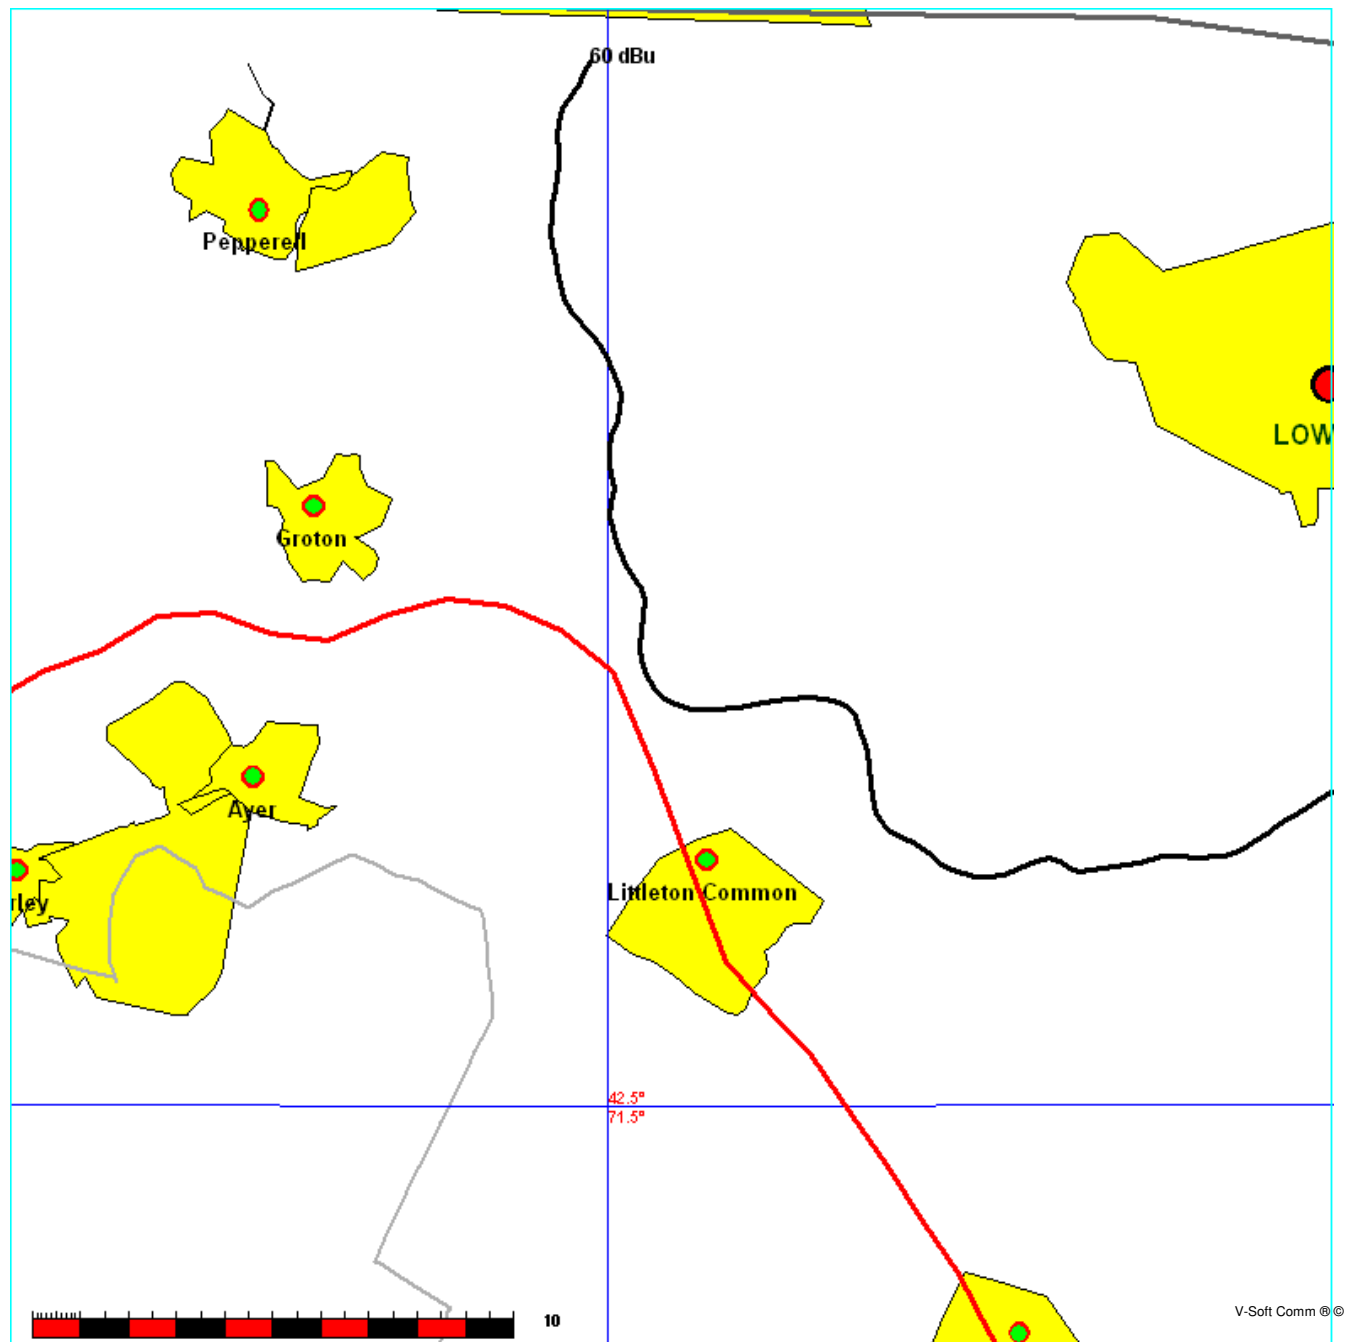 60 dBu
Pepperell
LOW
Groton
Ayer
Littleton Common
rley
42.5°
71.5°
10
V-Soft Comm ® ©